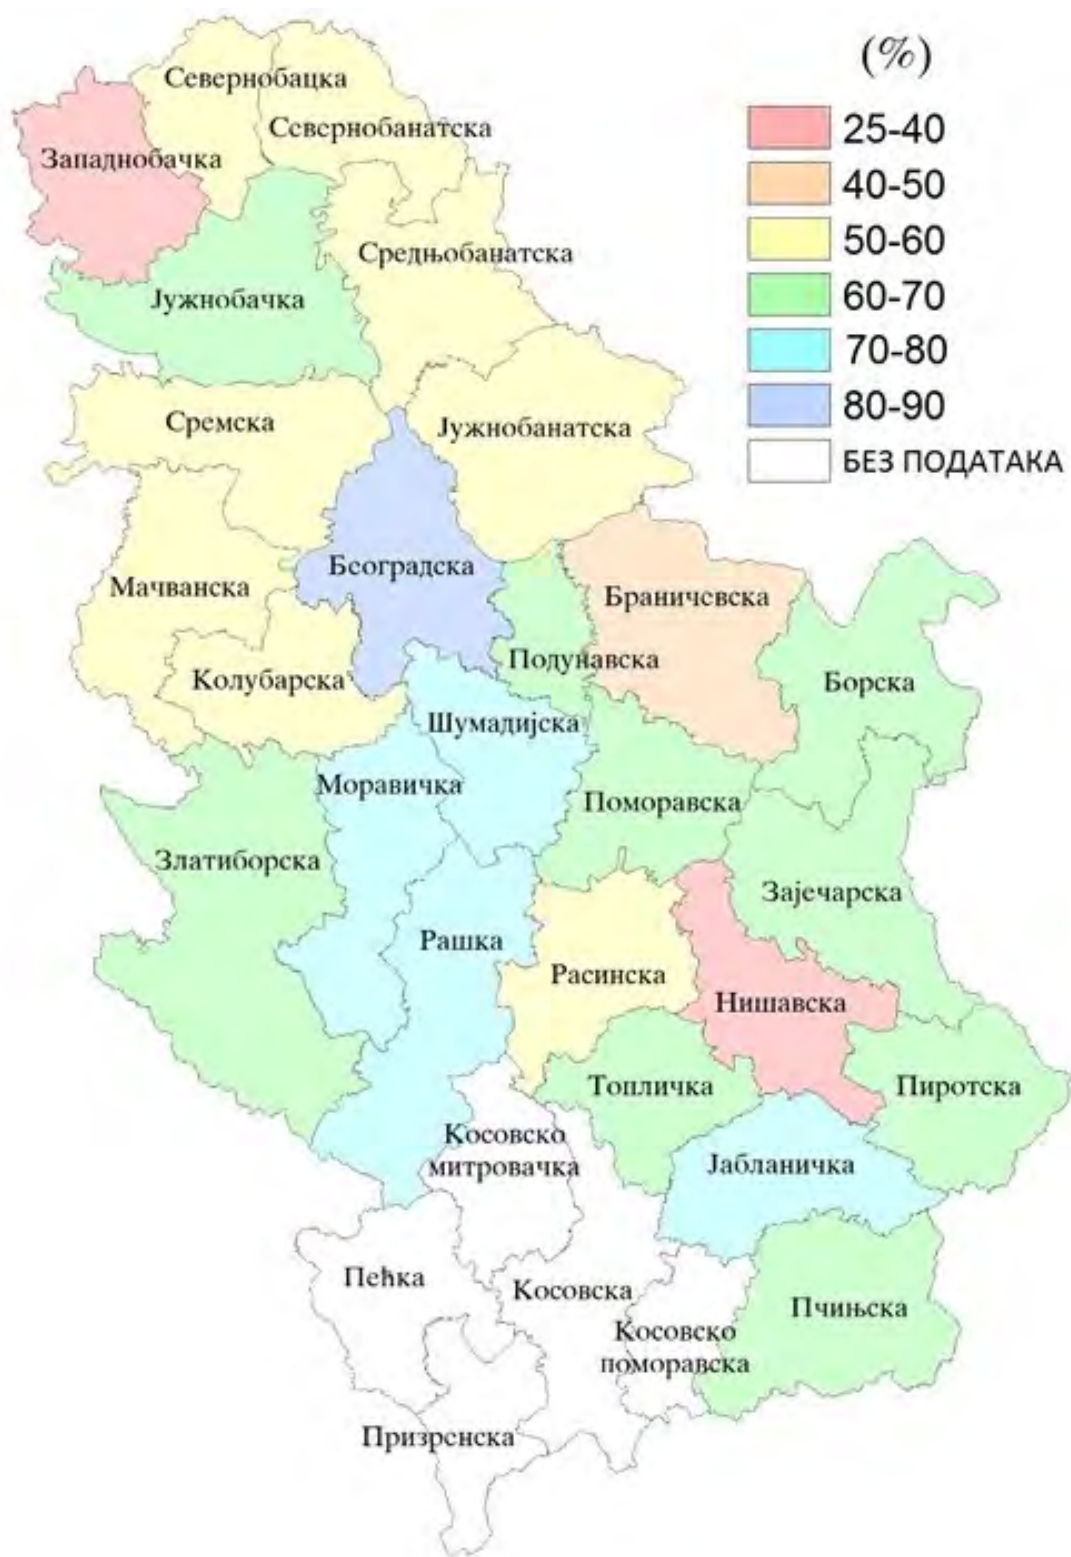 (%)
25-40
40-50
50-60
60-70
70-80
80-90
БЕЗ ПОДАТАКА
Севернобацка
Севернобанатска
Западнобачка
Средњобанатска
Јужнобачка
Сремска
Јужнобанатска
Београдска
Мачванска
Браничевска
Подунавска
Колубарска
Борска
Шумадијска
Моравичка
Поморавска
Златиборска
Зајечарска
Рашка
Расинска
Нишавска
Топличка
Пиротска
Косовско
митровачка
Јабланичка
Пећка
Косовска
Пчињска
Косовско
поморавска
Призренска